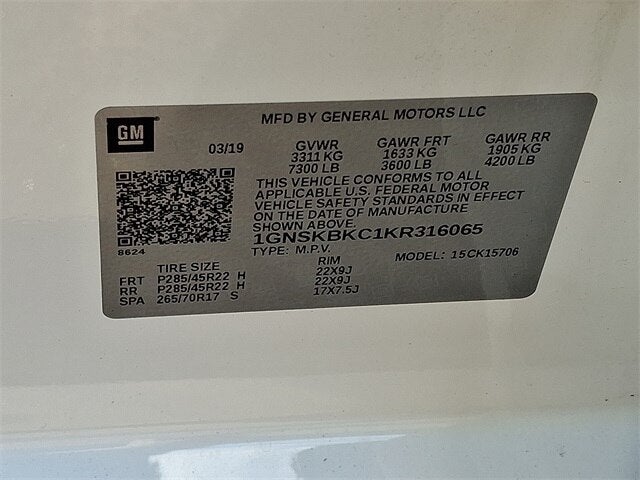 MFD BY GENERAL MOTORS LLC
GM
03/19 GVWR GAWR FRT GAWR RR
3311 KG 1633 KG 1905 KG
7300 LB 3600 LB 4200 LB
THIS VEHICLE CONFORMS TO ALL
APPLICABLE U.S. FEDERAL MOTOR
VEHICLE SAFETY STANDARDS IN EFFECT
ON THE DATE OF MANUFACTURE
SHOWN ABOVE.
8624
1GNSKBKC1KR316065
TYPE: M.P.V. MODEL: 15CK15706
TIRE SIZE RIM
FRT P285/45R22 H 22X9J
RR P285/45R22 H 22X9J
SPA 265/70R17 S 17X7.5J